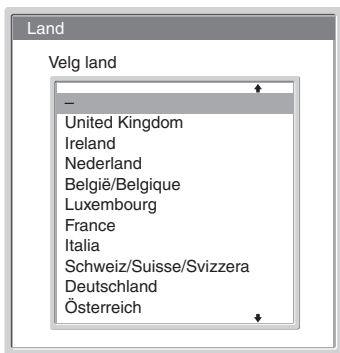 Land
Velg land
–
United Kingdom
Ireland
Nederland
België/Belgique
Luxembourg
France
Italia
Schweiz/Suisse/Svizzera
Deutschland
Österreich